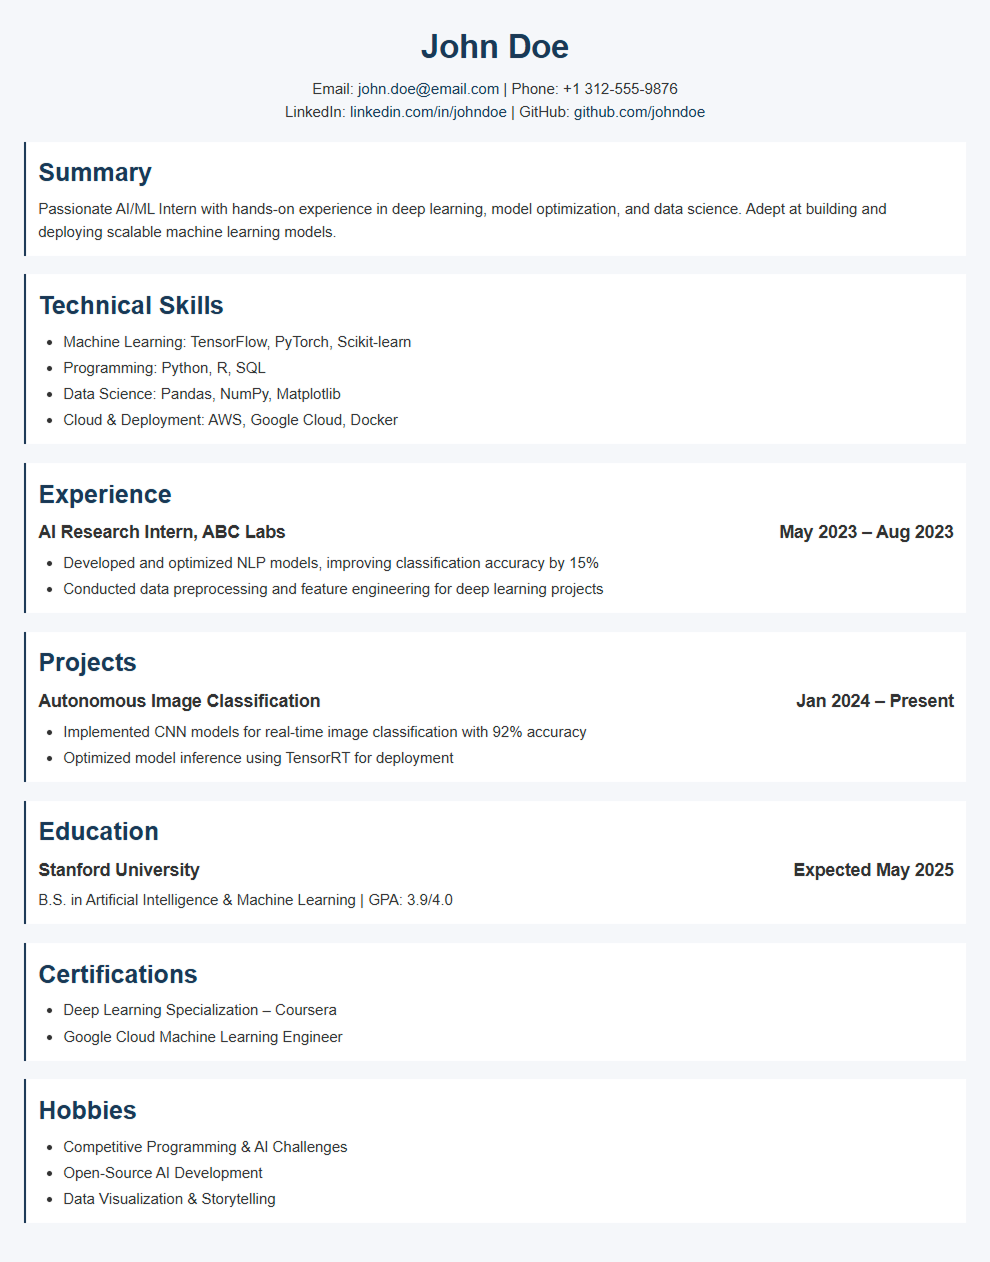 John Doe
Email: john.doe@email.com | Phone: +1 312-555-9876
LinkedIn: linkedin.com/in/johndoe | GitHub: github.com/johndoe
Summary
Passionate AI/ML Intern with hands-on experience in deep learning, model optimization, and data science. Adept at building and
deploying scalable machine learning models.
Technical Skills
• Machine Learning: TensorFlow, PyTorch, Scikit-learn
• Programming: Python, R, SQL
• Data Science: Pandas, NumPy, Matplotlib
• Cloud & Deployment: AWS, Google Cloud, Docker
Experience
AI Research Intern, ABC Labs May 2023 – Aug 2023
• Developed and optimized NLP models, improving classification accuracy by 15%
• Conducted data preprocessing and feature engineering for deep learning projects
Projects
Autonomous Image Classification Jan 2024 – Present
• Implemented CNN models for real-time image classification with 92% accuracy
• Optimized model inference using TensorRT for deployment
Education
Stanford University Expected May 2025
B.S. in Artificial Intelligence & Machine Learning | GPA: 3.9/4.0
Certifications
• Deep Learning Specialization – Coursera
• Google Cloud Machine Learning Engineer
Hobbies
• Competitive Programming & AI Challenges
• Open-Source AI Development
• Data Visualization & Storytelling